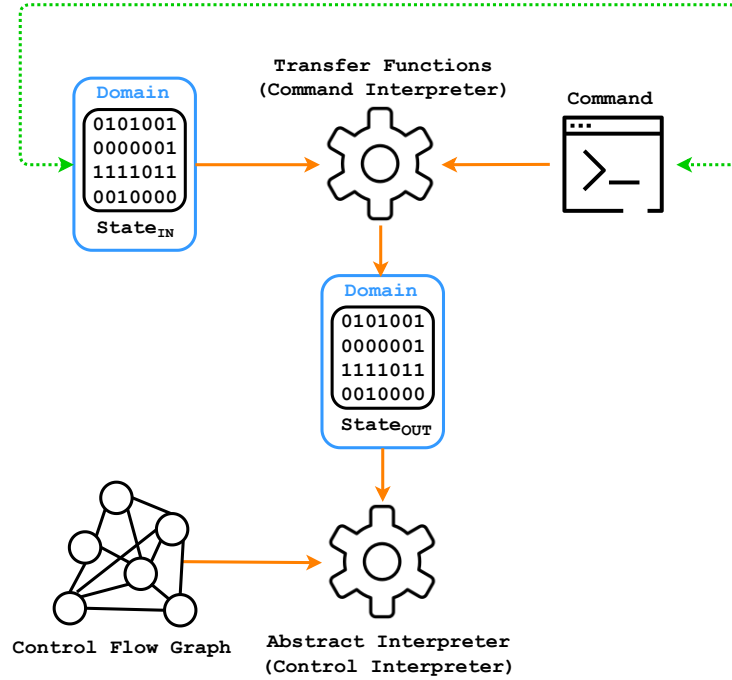 Transfer Functions
(Command Interpreter)
Command
Domain
0101001
0000001
1111011
0010000
StateIN
Domain
0101001
0000001
1111011
0010000
StateOUT
Control Flow Graph
Abstract Interpreter
(Control Interpreter)